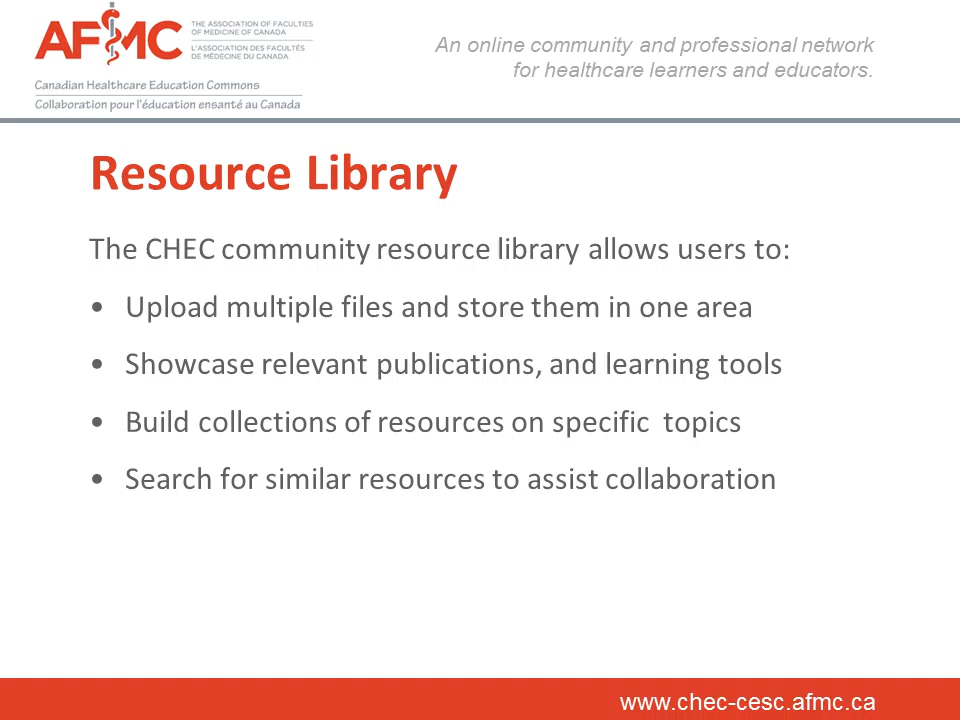 AFMC
THE ASSOCIATION OF FACULTIES
OF MEDICINE OF CANADA
L'ASSOCIATION DES FACULTÉS
DE MÉDECINE DU CANADA
Canadian Healthcare Education Commons
Collaboration pour l'éducation ensanté au Canada
An online community and professional network
for healthcare learners and educators.
Resource Library
The CHEC community resource library allows users to:
• Upload multiple files and store them in one area
• Showcase relevant publications, and learning tools
• Build collections of resources on specific  topics
• Search for similar resources to assist collaboration
www.chec-cesc.afmc.ca